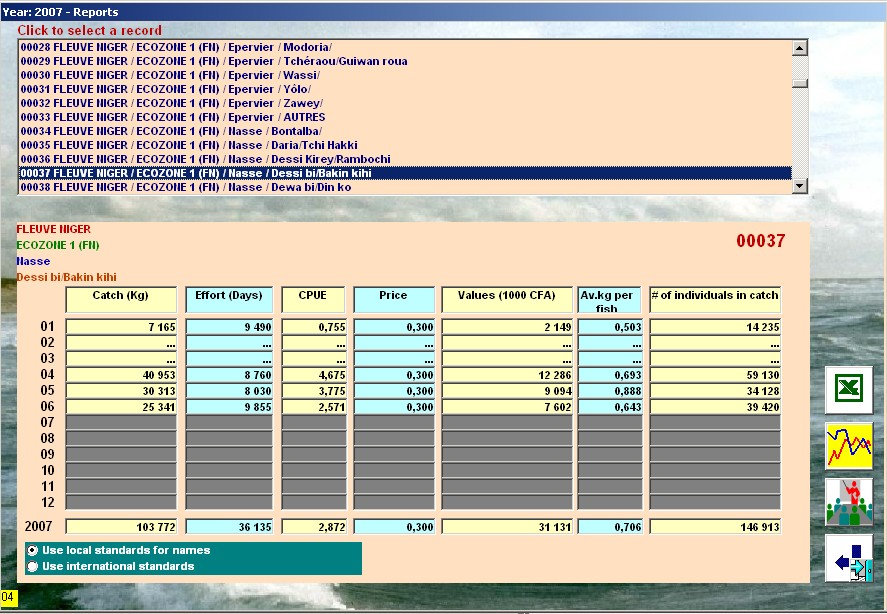 Year: 2007 - Reports
Click to select a record
00028 FLEUVE NIGER / ECOZONE 1 (FN) / Epervier / Modoria/
00029 FLEUVE NIGER / ECOZONE 1 (FN) / Epervier / Tchéraou/Guiwan roua
00030 FLEUVE NIGER / ECOZONE 1 (FN) / Epervier / Wassi/
00031 FLEUVE NIGER / ECOZONE 1 (FN) / Epervier / Yôlo/
00032 FLEUVE NIGER / ECOZONE 1 (FN) / Epervier / Zawey/
00033 FLEUVE NIGER / ECOZONE 1 (FN) / Epervier / AUTRES
00034 FLEUVE NIGER / ECOZONE 1 (FN) / Nasse / Bontalba/
00035 FLEUVE NIGER / ECOZONE 1 (FN) / Nasse / Daria/Tchi Hakki
00036 FLEUVE NIGER / ECOZONE 1 (FN) / Nasse / Dessi Kirey/Rambochi
00037 FLEUVE NIGER / ECOZONE 1 (FN) / Nasse / Dessi bi/Bakin kihi
00038 FLEUVE NIGER / ECOZONE 1 (FN) / Nasse / Dewa bi/Din ko
FLEUVE NIGER
00037
ECOZONE 1 (FN)
Nasse
Dessi bi/Bakin kihi
Catch (Kg) Effort (Days) CPUE Price Values (1000 CFA) Av.kg per fish # of individuals in catch
01 7 165 9 490 0,755 0,300 2 149 0,503 14 235
02 ... ... ... ... ... ... ...
03 ... ... ... ... ... ... ...
04 40 953 8 760 4,675 0,300 12 286 0,693 59 130
05 30 313 8 030 3,775 0,300 9 094 0,888 34 128
06 25 341 9 855 2,571 0,300 7 602 0,643 39 420
07
08
09
10
11
12
2007 103 772 36 135 2,872 0,300 31 131 0,706 146 913
Use local standards for names
Use international standards
04